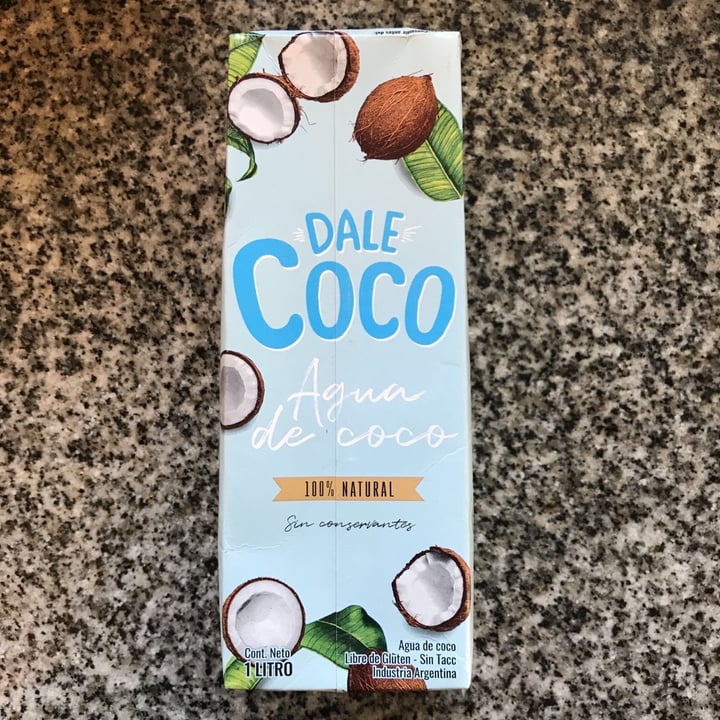 DALE
COCO
Agua
de coco
100% NATURAL
Sin conservantes
Cont. Neto
1 LITRO
Agua de coco
Libre de Glúten - Sin Tacc
Industria Argentina